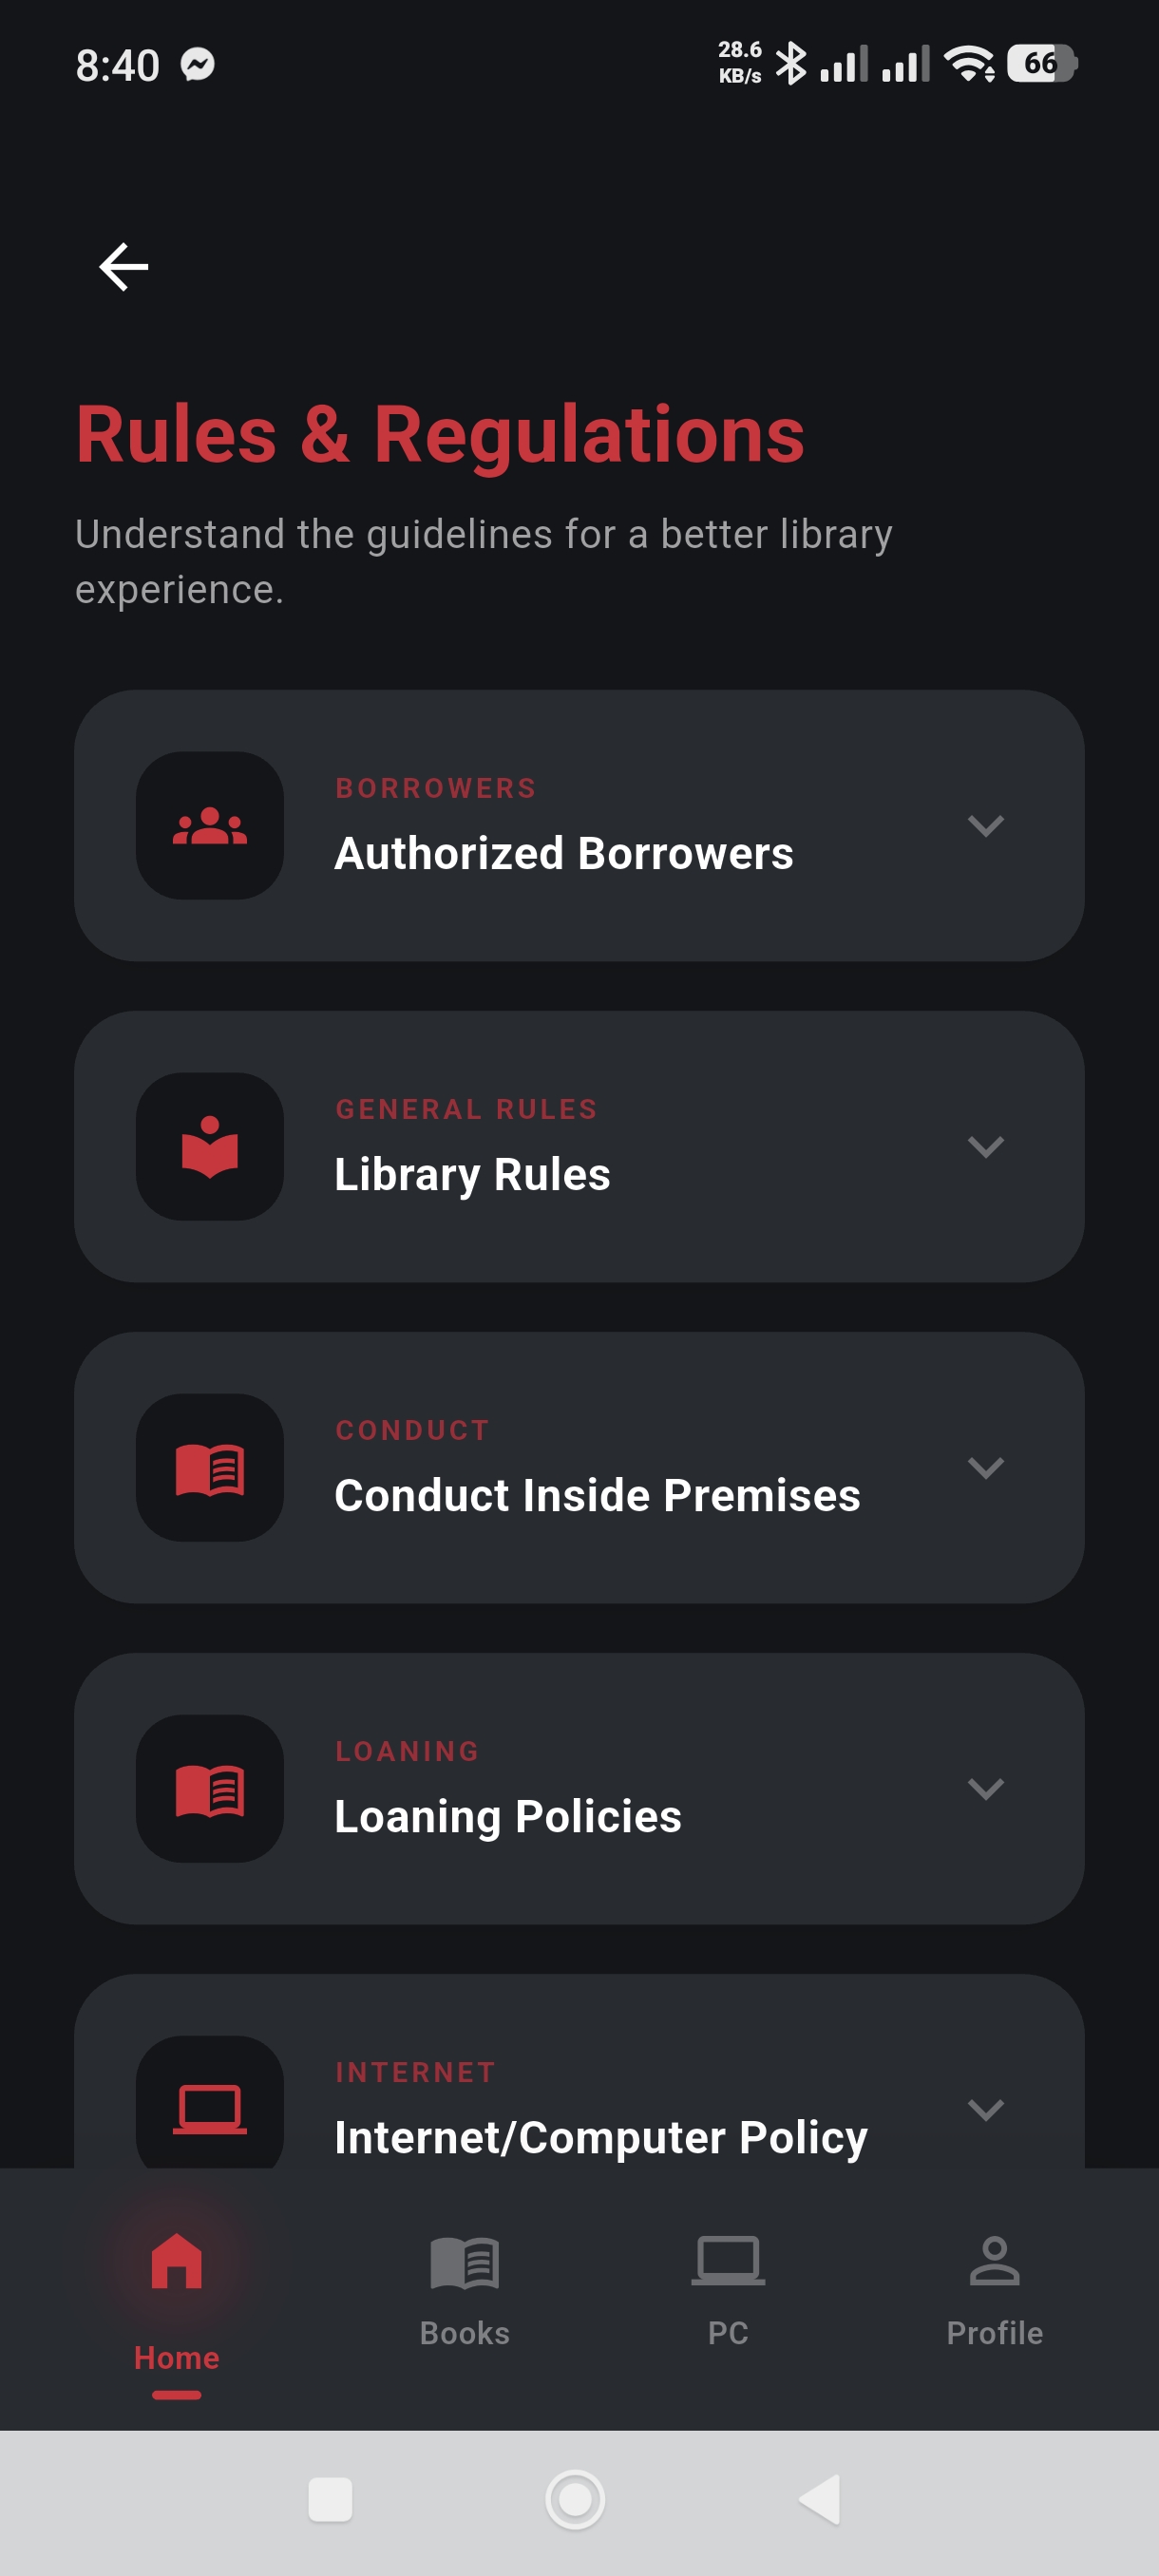 8:40
28.6
KB/s
66
Rules & Regulations
Understand the guidelines for a better library
experience.
BORROWERS
Authorized Borrowers
GENERAL RULES
Library Rules
CONDUCT
Conduct Inside Premises
LOANING
Loaning Policies
INTERNET
Internet/Computer Policy
Home
Books
PC
Profile